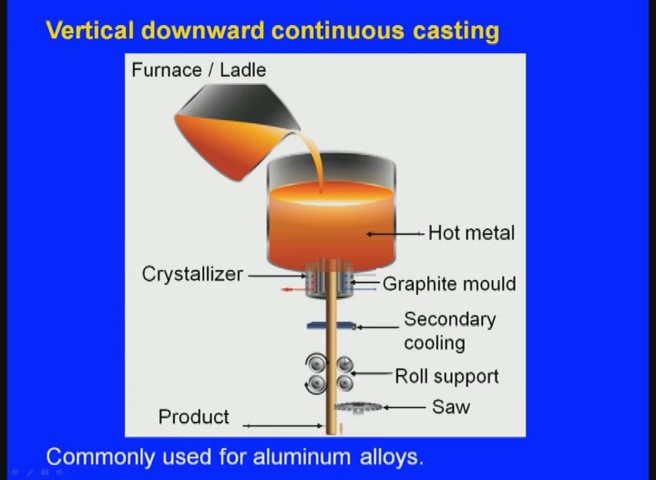 Vertical downward continuous casting
Furnace / Ladle
Hot metal
Crystallizer
Graphite mould
Secondary
cooling
Roll support
Saw
Product
Commonly used for aluminum alloys.